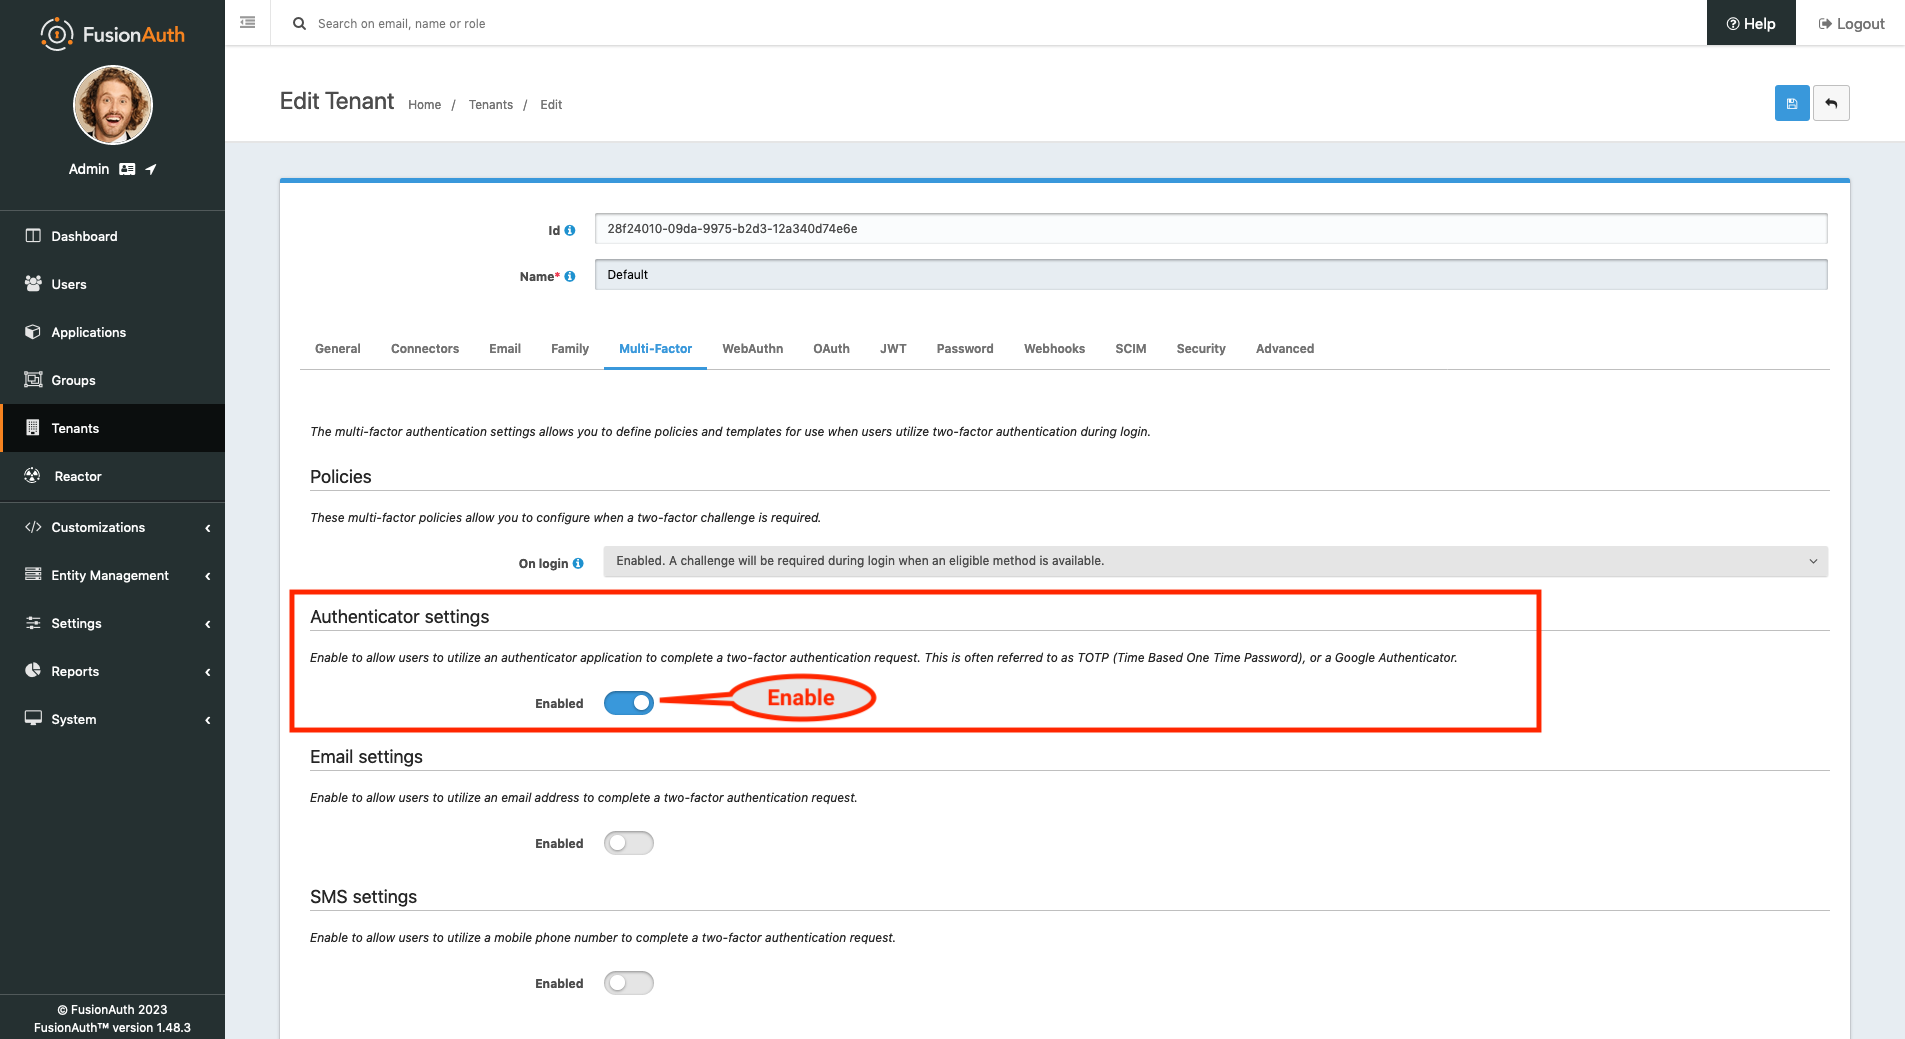 FusionAuth
Search on email, name or role
Help
Logout
Admin
Edit Tenant
Home / Tenants / Edit
Dashboard
Users
Applications
Groups
Tenants
Reactor
Customizations
Entity Management
Settings
Reports
System
© FusionAuth 2023
FusionAuth™ version 1.48.3
Id
28f24010-09da-9975-b2d3-12a340d74e6e
Name*
Default
General Connectors Email Family Multi-Factor WebAuthn OAuth JWT Password Webhooks SCIM Security Advanced
The multi-factor authentication settings allows you to define policies and templates for use when users utilize two-factor authentication during login.
Policies
These multi-factor policies allow you to configure when a two-factor challenge is required.
On login
Enabled. A challenge will be required during login when an eligible method is available.
Authenticator settings
Enable to allow users to utilize an authenticator application to complete a two-factor authentication request. This is often referred to as TOTP (Time Based One Time Password), or a Google Authenticator.
Enabled
Enable
Email settings
Enable to allow users to utilize an email address to complete a two-factor authentication request.
Enabled
SMS settings
Enable to allow users to utilize a mobile phone number to complete a two-factor authentication request.
Enabled